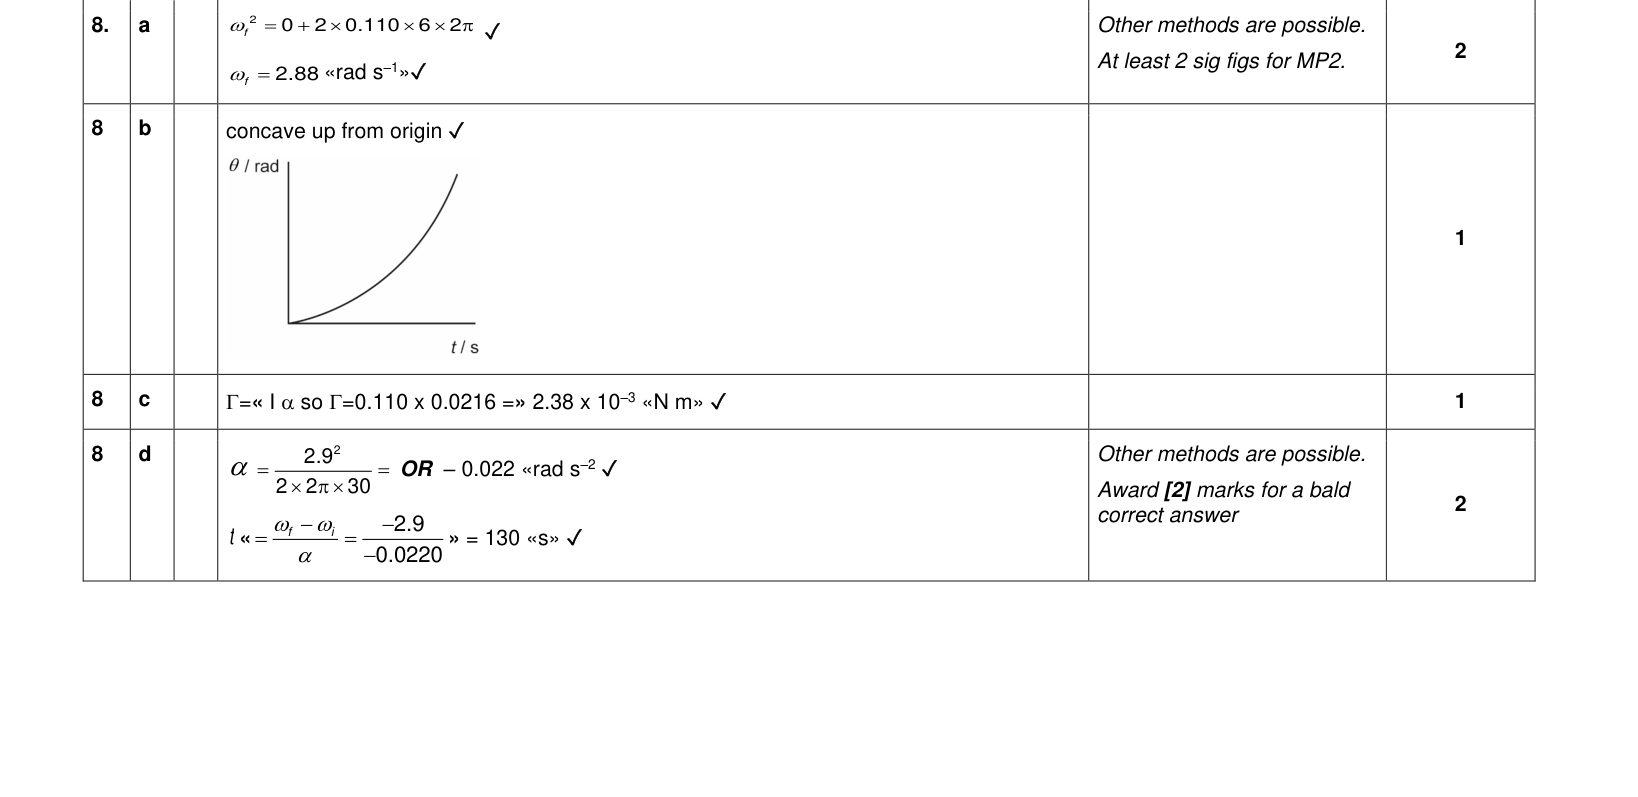 8. a ω_f² = 0 + 2 × 0.110 × 6 × 2π ✓ Other methods are possible.
At least 2 sig figs for MP2. 2
ω_f = 2.88 «rad s⁻¹»✓
8 b concave up from origin ✓
θ / rad
1
t / s
8 c Γ=« I α so Γ=0.110 x 0.0216 =» 2.38 x 10⁻³ «N m» ✓ 1
8 d α = 2.9² / (2 × 2π × 30) = OR – 0.022 «rad s⁻² ✓ Other methods are possible.
Award [2] marks for a bald
correct answer 2
t « = (ω_f − ω_i) / α = −2.9 / −0.0220 » = 130 «s» ✓